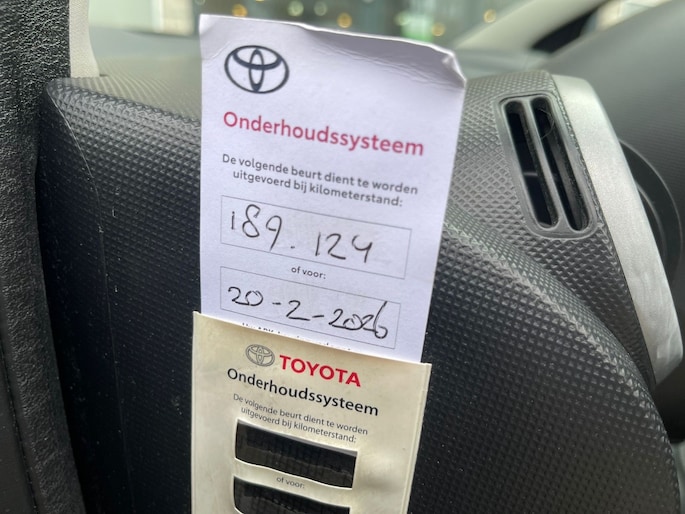 Onderhoudssysteem
De volgende beurt dient te worden
uitgevoerd bij kilometerstand:
189.124
of voor:
20-2-2026
TOYOTA
Onderhoudssysteem
De volgende beurt dient te worden
uitgevoerd bij kilometerstand:
of voor: